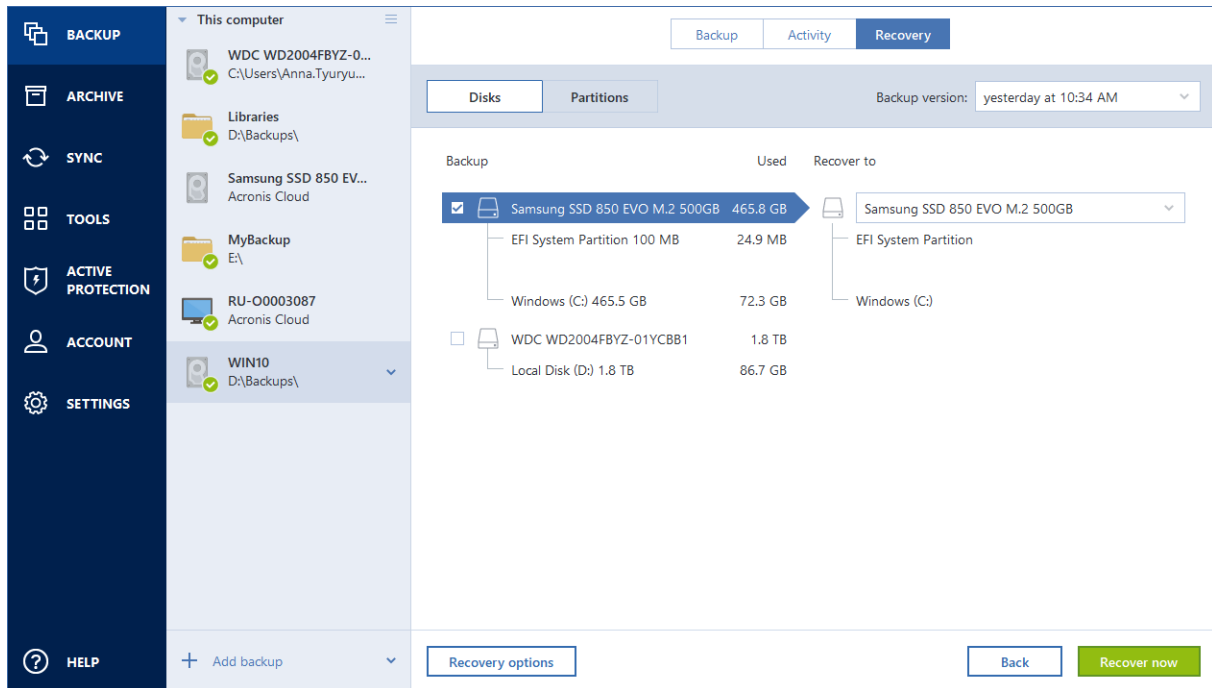 BACKUP
ARCHIVE
SYNC
TOOLS
ACTIVE
PROTECTION
ACCOUNT
SETTINGS
HELP
This computer
WDC WD2004FBYZ-0...
C:\Users\Anna.Tyuryu...
Libraries
D:\Backups\
Samsung SSD 850 EV...
Acronis Cloud
MyBackup
E:\
RU-O0003087
Acronis Cloud
WIN10
D:\Backups\
Add backup
Backup Activity Recovery
Disks Partitions Backup version: yesterday at 10:34 AM
Backup Used Recover to
Samsung SSD 850 EVO M.2 500GB 465.8 GB Samsung SSD 850 EVO M.2 500GB
EFI System Partition 100 MB 24.9 MB EFI System Partition
Windows (C:) 465.5 GB 72.3 GB Windows (C:)
WDC WD2004FBYZ-01YCBB1 1.8 TB
Local Disk (D:) 1.8 TB 86.7 GB
Recovery options Back Recover now